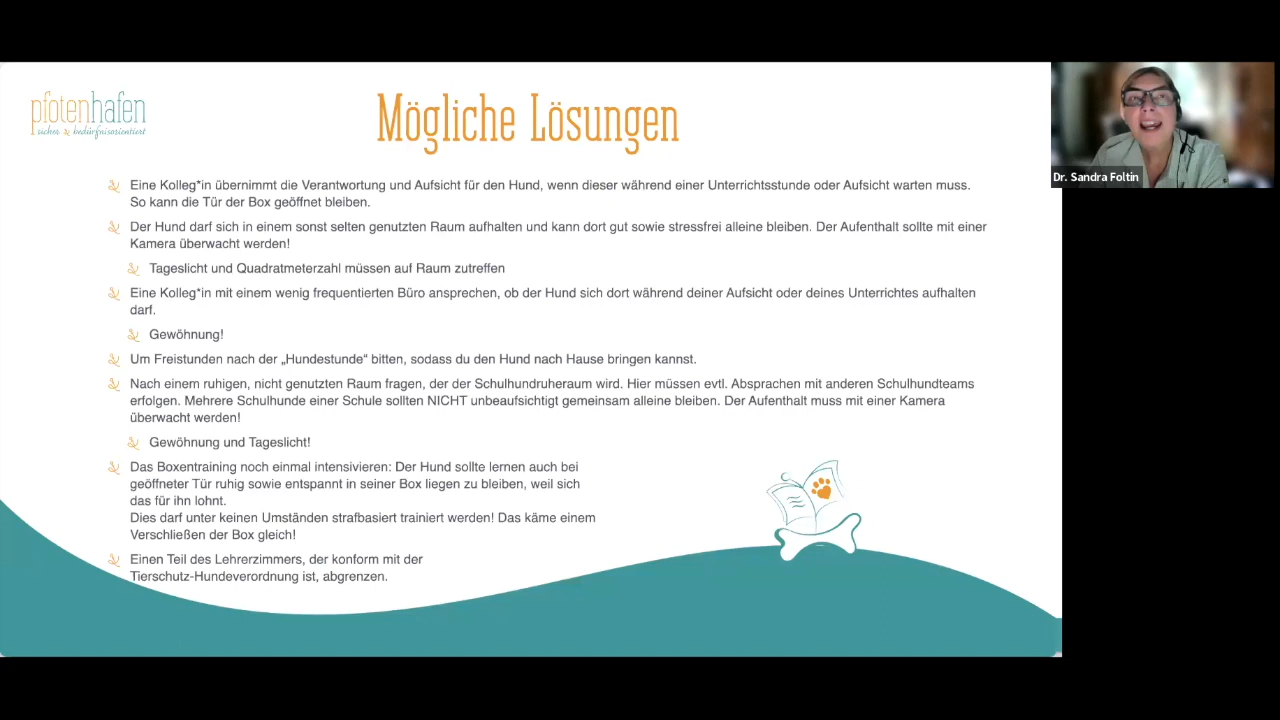 pfotenhafen
sicher & bedürfnisorientiert
Mögliche Lösungen
Dr. Sandra Foltin
Eine Kolleg*in übernimmt die Verantwortung und Aufsicht für den Hund, wenn dieser während einer Unterrichtsstunde oder Aufsicht warten muss.
So kann die Tür der Box geöffnet bleiben.
Der Hund darf sich in einem sonst selten genutzten Raum aufhalten und kann dort gut sowie stressfrei alleine bleiben. Der Aufenthalt sollte mit einer
Kamera überwacht werden!
Tageslicht und Quadratmeterzahl müssen auf Raum zutreffen
Eine Kolleg*in mit einem wenig frequentierten Büro ansprechen, ob der Hund sich dort während deiner Aufsicht oder deines Unterrichtes aufhalten
darf.
Gewöhnung!
Um Freistunden nach der „Hundestunde“ bitten, sodass du den Hund nach Hause bringen kannst.
Nach einem ruhigen, nicht genutzten Raum fragen, der der Schulhundruheraum wird. Hier müssen evtl. Absprachen mit anderen Schulhundteams
erfolgen. Mehrere Schulhunde einer Schule sollten NICHT unbeaufsichtigt gemeinsam alleine bleiben. Der Aufenthalt muss mit einer Kamera
überwacht werden!
Gewöhnung und Tageslicht!
Das Boxentraining noch einmal intensivieren: Der Hund sollte lernen auch bei
geöffneter Tür ruhig sowie entspannt in seiner Box liegen zu bleiben, weil sich
das für ihn lohnt.
Dies darf unter keinen Umständen strafbasiert trainiert werden! Das käme einem
Verschließen der Box gleich!
Einen Teil des Lehrerzimmers, der konform mit der
Tierschutz-Hundeverordnung ist, abgrenzen.